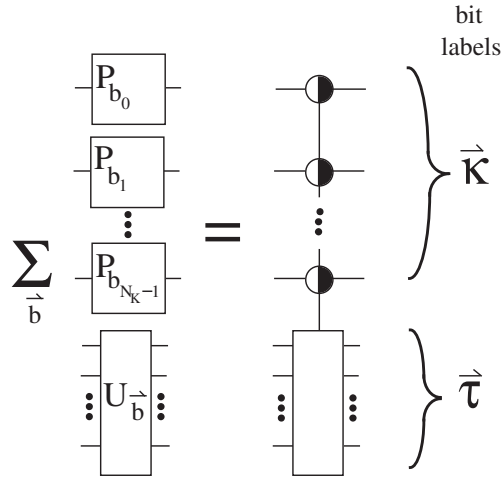 bit
labels
P_{b_0}
P_{b_1}
κ⃗
=
∑_{b⃗}
P_{b_{N_K-1}}
U_{b⃗}
τ⃗